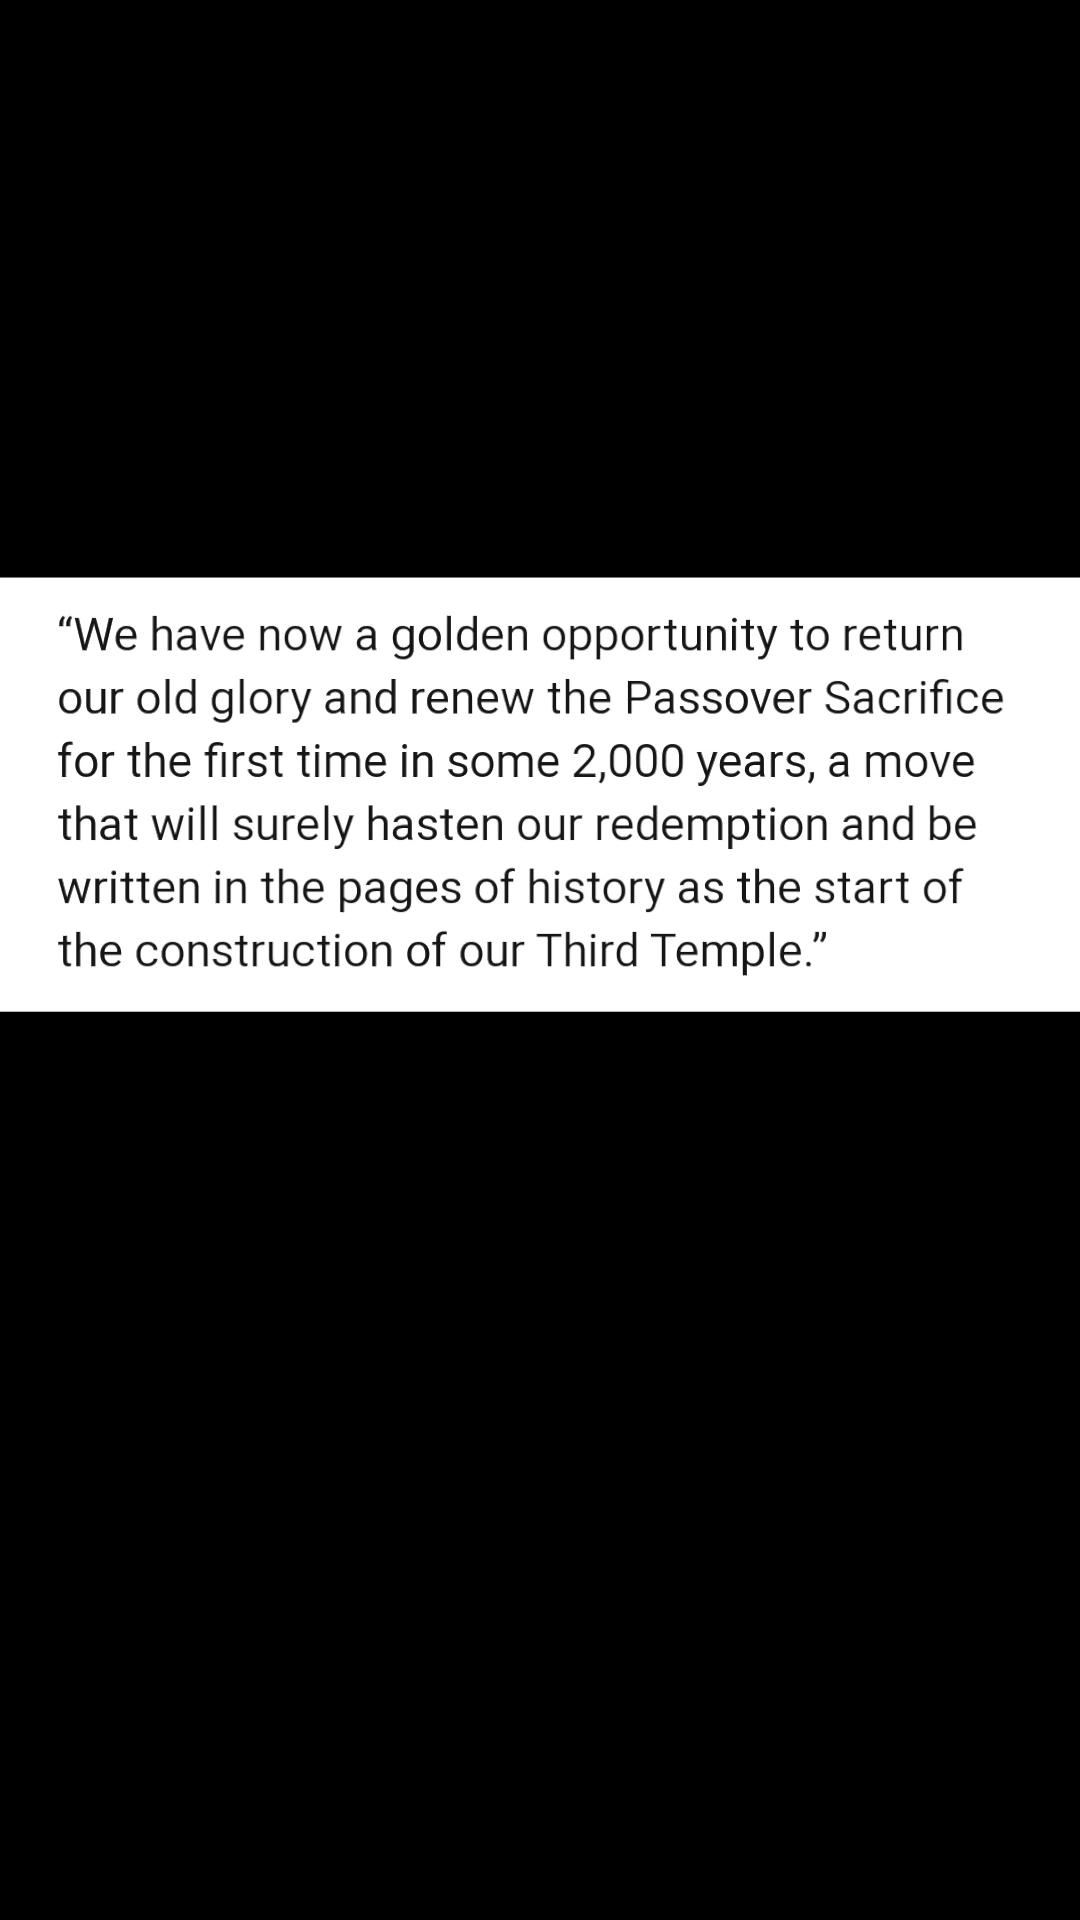 “We have now a golden opportunity to return
our old glory and renew the Passover Sacrifice
for the first time in some 2,000 years, a move
that will surely hasten our redemption and be
written in the pages of history as the start of
the construction of our Third Temple.”